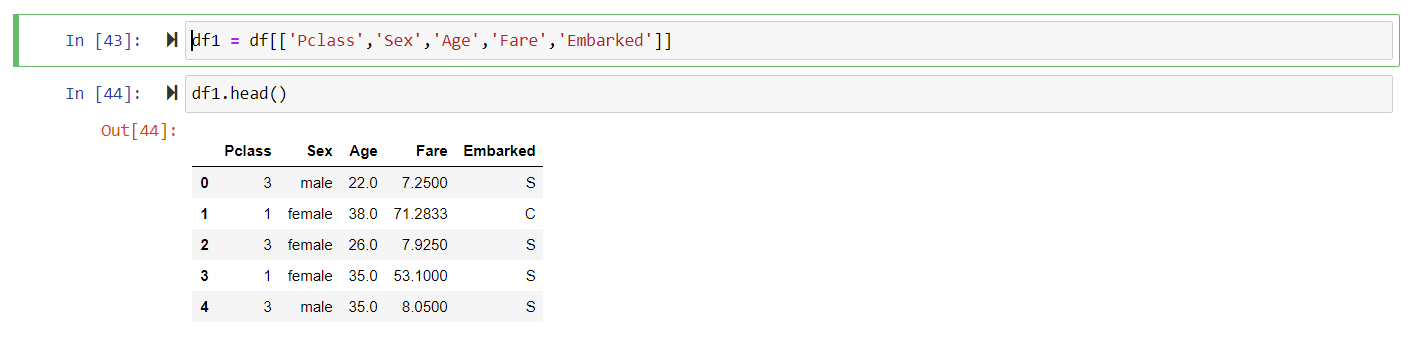 In [43]: df1 = df[['Pclass','Sex','Age','Fare','Embarked']]
In [44]: df1.head()
Out[44]:
Pclass Sex Age Fare Embarked
0 3 male 22.0 7.2500 S
1 1 female 38.0 71.2833 C
2 3 female 26.0 7.9250 S
3 1 female 35.0 53.1000 S
4 3 male 35.0 8.0500 S